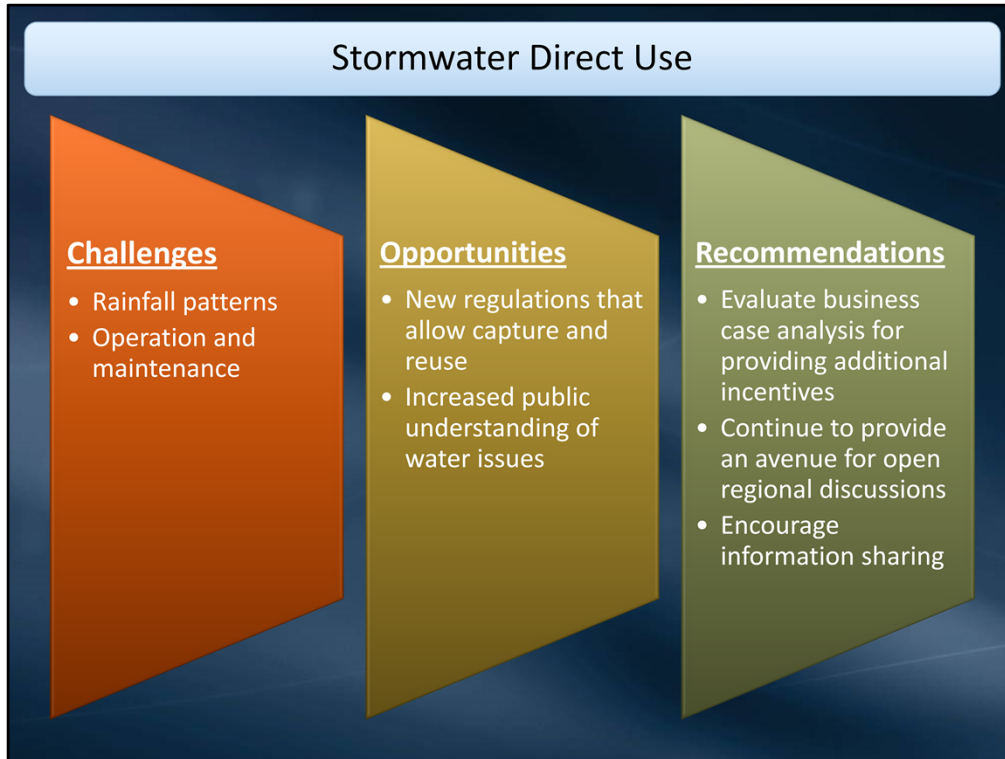 Stormwater Direct Use
Challenges
• Rainfall patterns
• Operation and
maintenance
Opportunities
• New regulations that
allow capture and
reuse
• Increased public
understanding of
water issues
Recommendations
• Evaluate business
case analysis for
providing additional
incentives
• Continue to provide
an avenue for open
regional discussions
• Encourage
information sharing